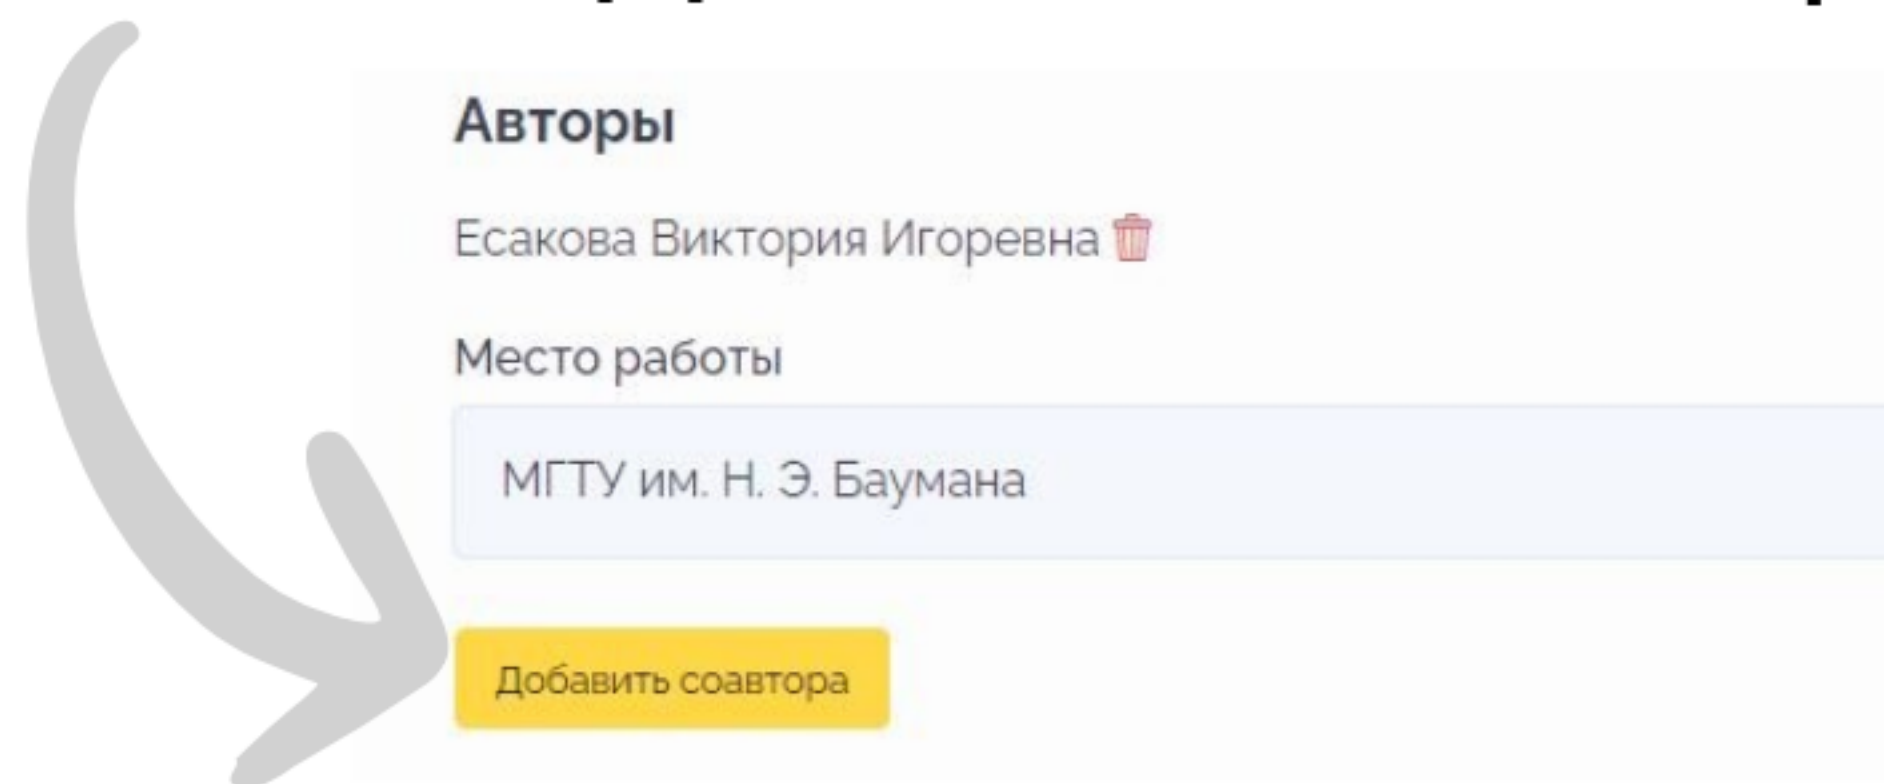 Авторы
Есакова Виктория Игоревна
Место работы
МГТУ им. Н. Э. Баумана
Добавить соавтора